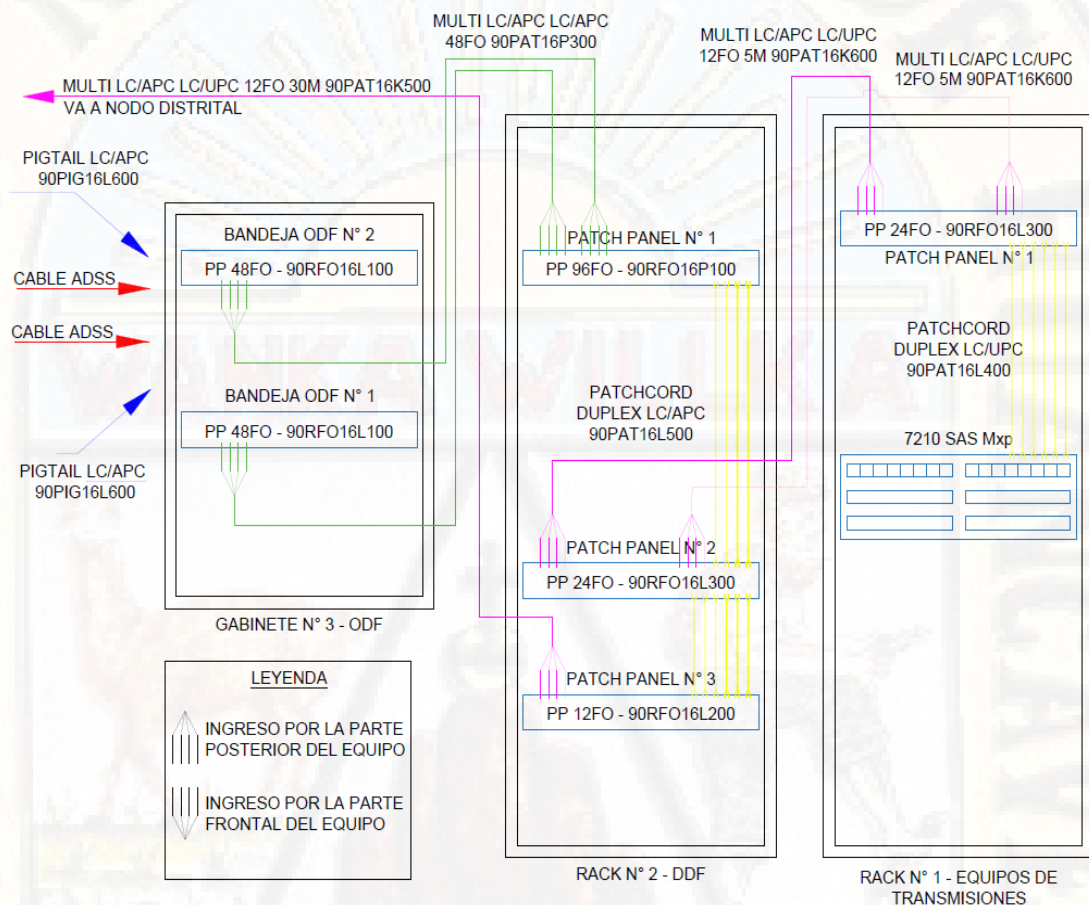 MULTI LC/APC LC/APC
48FO 90PAT16P300
MULTI LC/APC LC/UPC
12FO 5M 90PAT16K600
MULTI LC/APC LC/UPC
12FO 5M 90PAT16K600
MULTI LC/APC LC/UPC 12FO 30M 90PAT16K500
VA A NODO DISTRITAL
PIGTAIL LC/APC
90PIG16L600
CABLE ADSS
CABLE ADSS
PIGTAIL LC/APC
90PIG16L600
BANDEJA ODF N° 2
PP 48FO - 90RFO16L100
BANDEJA ODF N° 1
PP 48FO - 90RFO16L100
GABINETE N° 3 - ODF
PATCH PANEL N° 1
PP 96FO - 90RFO16P100
PATCHCORD
DUPLEX LC/APC
90PAT16L500
PATCH PANEL N° 2
PP 24FO - 90RFO16L300
PATCH PANEL N° 3
PP 12FO - 90RFO16L200
RACK N° 2 - DDF
PP 24FO - 90RFO16L300
PATCH PANEL N° 1
PATCHCORD
DUPLEX LC/UPC
90PAT16L400
7210 SAS Mxp
RACK N° 1 - EQUIPOS DE
TRANSMISIONES
LEYENDA
INGRESO POR LA PARTE
POSTERIOR DEL EQUIPO
INGRESO POR LA PARTE
FRONTAL DEL EQUIPO
WANKA WILLKA